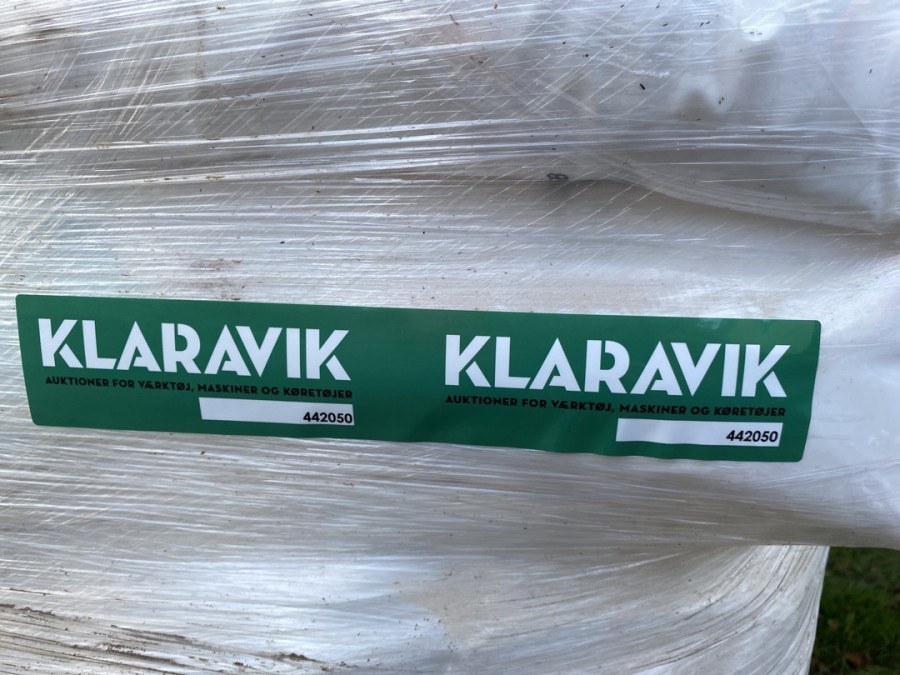 KLARAVIK
AUKTIONER FOR VÆRKTØJ, MASKINER OG KØRETØJER
442050
KLARAVIK
AUKTIONER FOR VÆRKTØJ, MASKINER OG KØRETØJER
442050